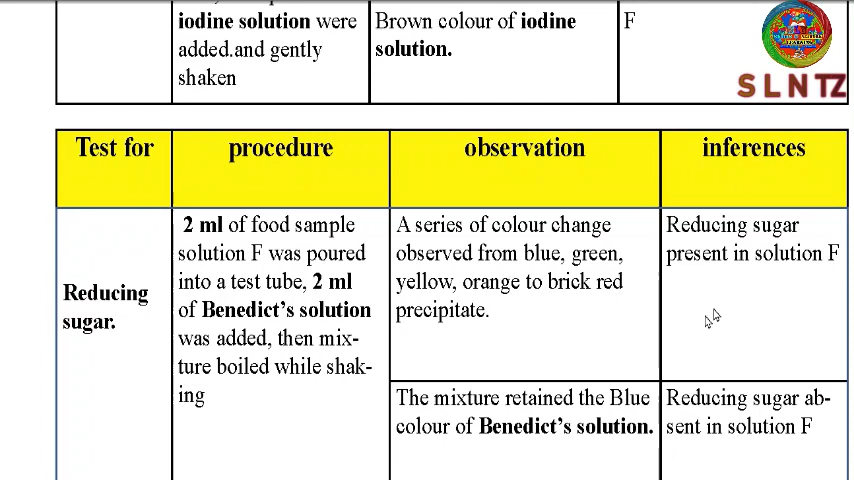 iodine solution were
added.and gently
shaken
Brown colour of iodine
solution.
F
S L N TZ
Test for
procedure
observation
inferences
Reducing
sugar.
2 ml of food sample
solution F was poured
into a test tube, 2 ml
of Benedict’s solution
was added, then mix-
ture boiled while shak-
ing
A series of colour change
observed from blue, green,
yellow, orange to brick red
precipitate.
Reducing sugar
present in solution F
The mixture retained the Blue
colour of Benedict’s solution.
Reducing sugar ab-
sent in solution F